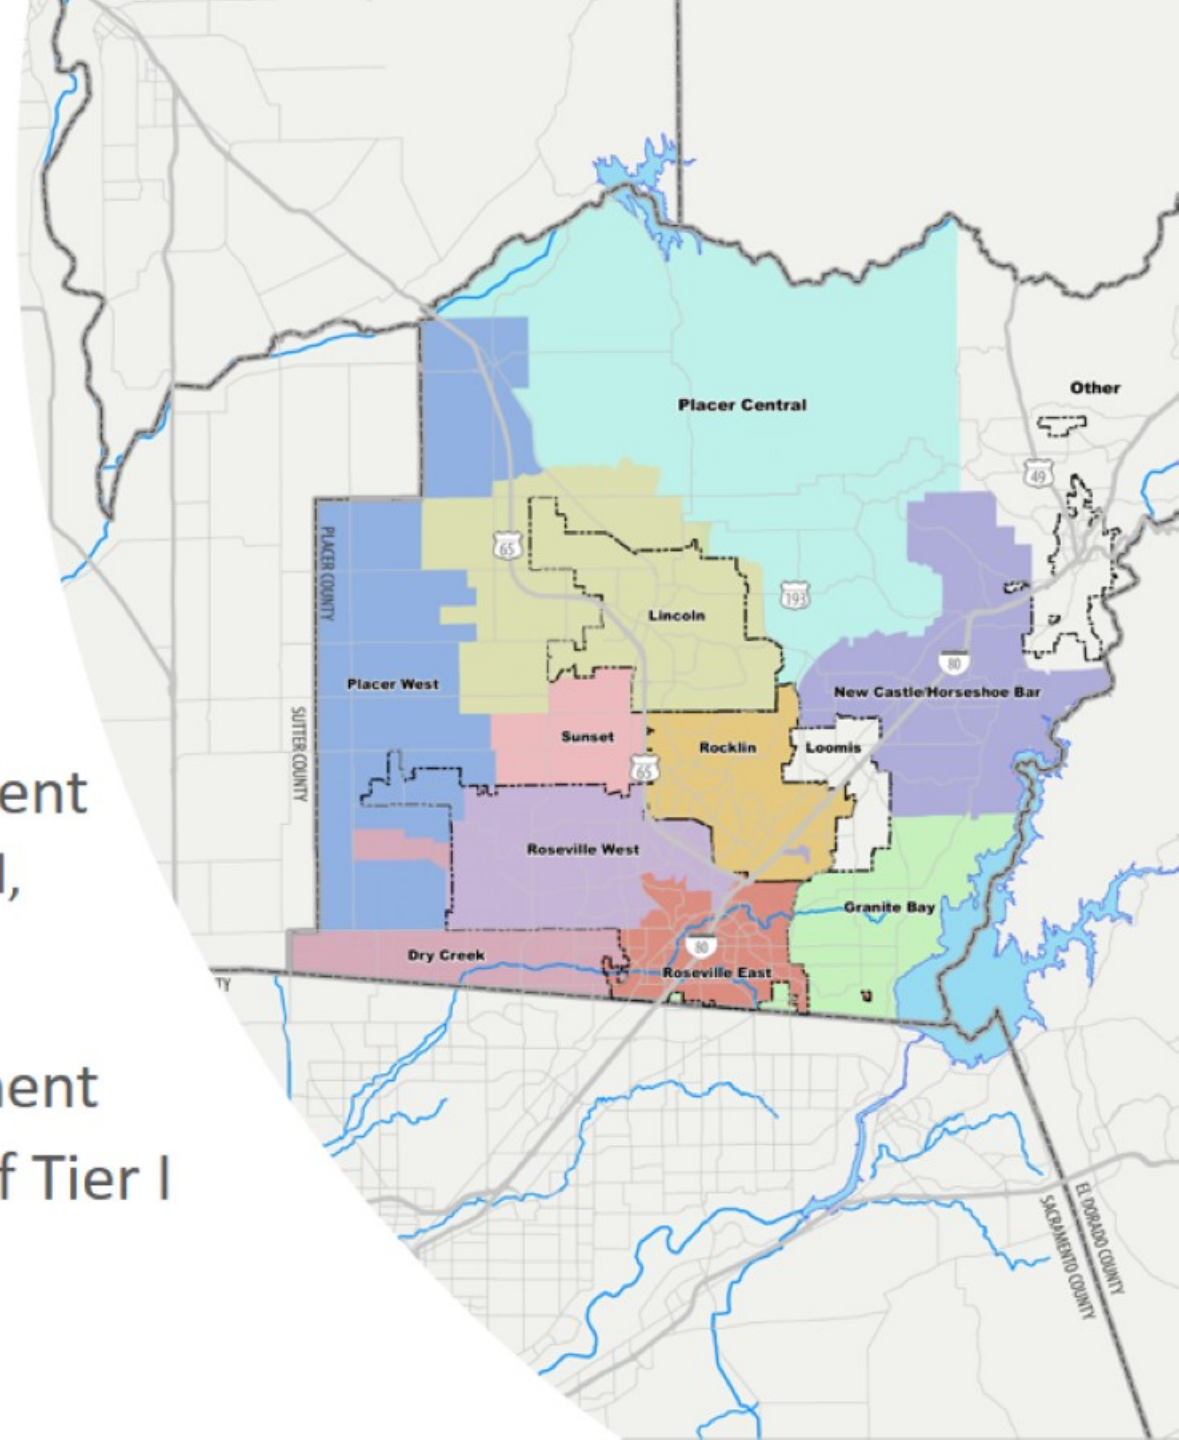 Other
Placer Central
49
65
PLACER COUNTY
193
Lincoln
80
Placer West
New Castle/Horseshoe Bar
SUTTER COUNTY
Sunset
Rocklin
Loomis
65
ent
Roseville West
Granite Bay
80
Dry Creek
Roseville East
TY
ent
f Tier I
EL DORADO COUNTY
SACRAMENTO COUNTY